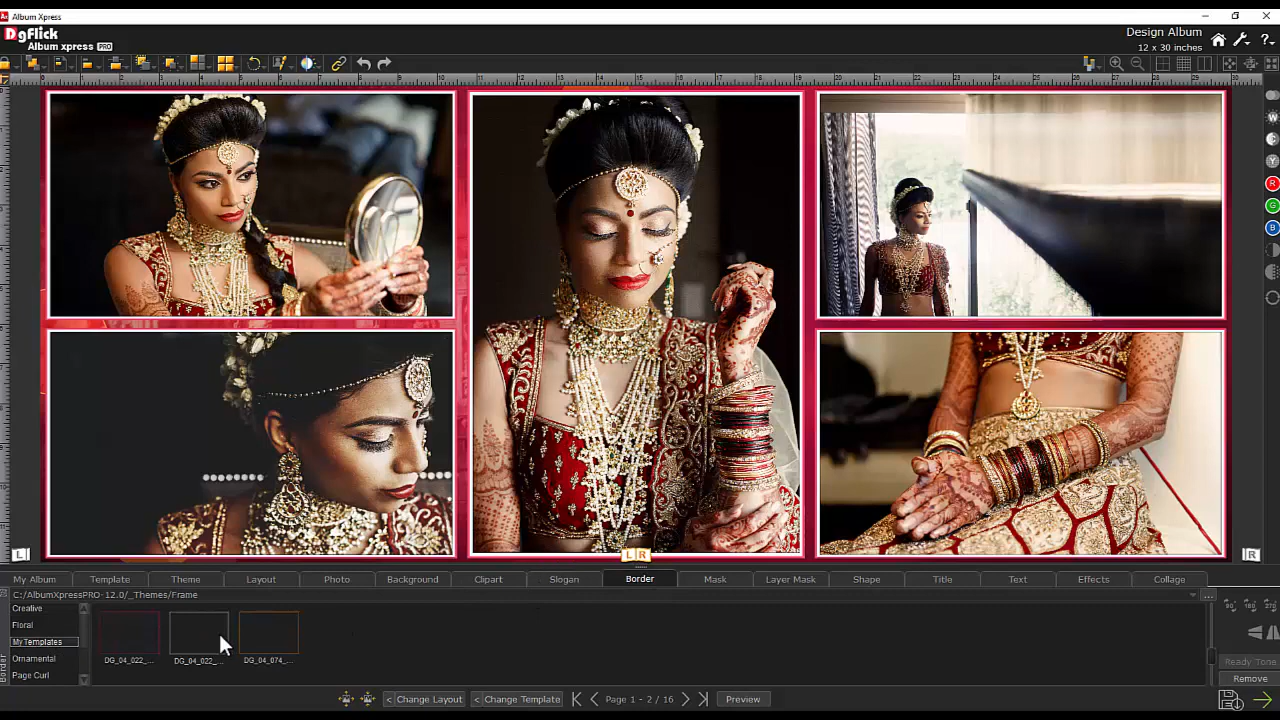 Album Xpress
DgFlick
Album xpress PRO
Design Album
12 x 30 inches
W
Y
R
G
B
L
L R
R
My Album Template Theme Layout Photo Background Clipart Slogan Border Mask Layer Mask Shape Title Text Effects Collage
C:/AlbumXpressPRO-12.0/_Themes/Frame
Creative
Floral
MyTemplates
Ornamental
Page Curl
Border
DG_04_022_... DG_04_022_... DG_04_074_...
Ready Tone
Remove
< Change Layout < Change Template Page 1 - 2 / 16 Preview